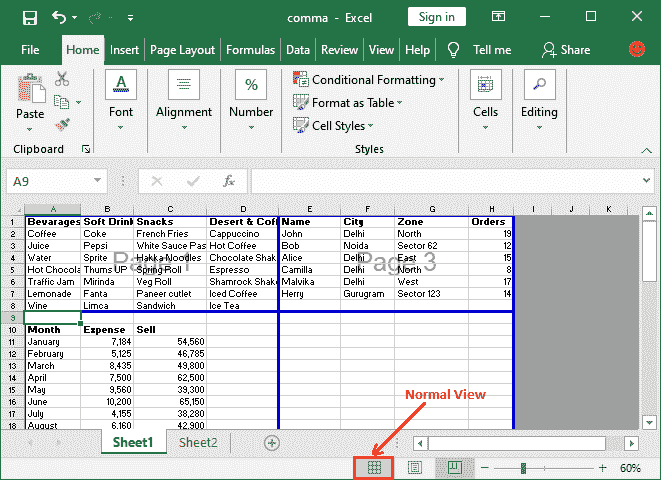 comma - Excel Sign in
File Home Insert Page Layout Formulas Data Review View Help Tell me Share
Paste Font Alignment Number % Conditional Formatting Format as Table Cell Styles Cells Editing
Clipboard Styles
A9 fx
A B C D E F G H I J K
1 Bevarages Soft Drink Snacks Desert & Coff Name City Zone Orders
2 Coffee Coke French Fries Cappuccino John Delhi North 19
3 Juice Pepsi White Sauce Pas Hot Coffee Bob Noida Sector 62 12
4 Water Sprite Hakka Noodles Chocolate Shak Alice Delhi East 15
Page 1 Page 3
5 Hot Chocola Thums UP Spring Roll Espresso Camilla Delhi North 8
6 Traffic Jam Mirinda Veg Roll Shamrock Shak Malvika Delhi West 17
7 Lemonade Fanta Paneer cutlet Iced Coffee Herry Gurugram Sector 123 14
8 Wine Limca Sandwich Ice Tea
9
10 Month Expense Sell
11 January 7,184 54,560
12 February 5,125 46,785
13 March 8,435 49,800
14 April 7,500 62,500
15 May 9,560 39,300
16 June 10,200 65,150
17 July 4,155 38,280
18 August 6,160 42,900
Normal View
Sheet1 Sheet2
60%